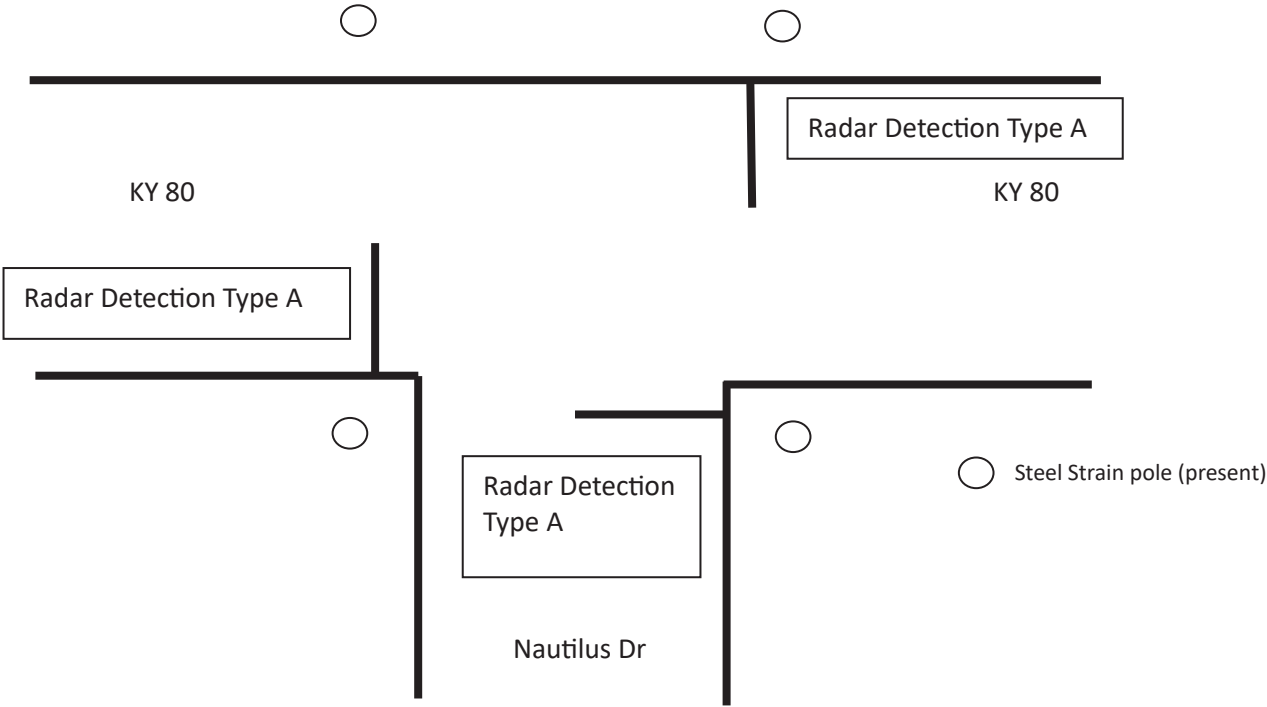 Radar Detection Type A
KY 80
KY 80
Radar Detection Type A
Radar Detection
Type A
Steel Strain pole (present)
Nautilus Dr